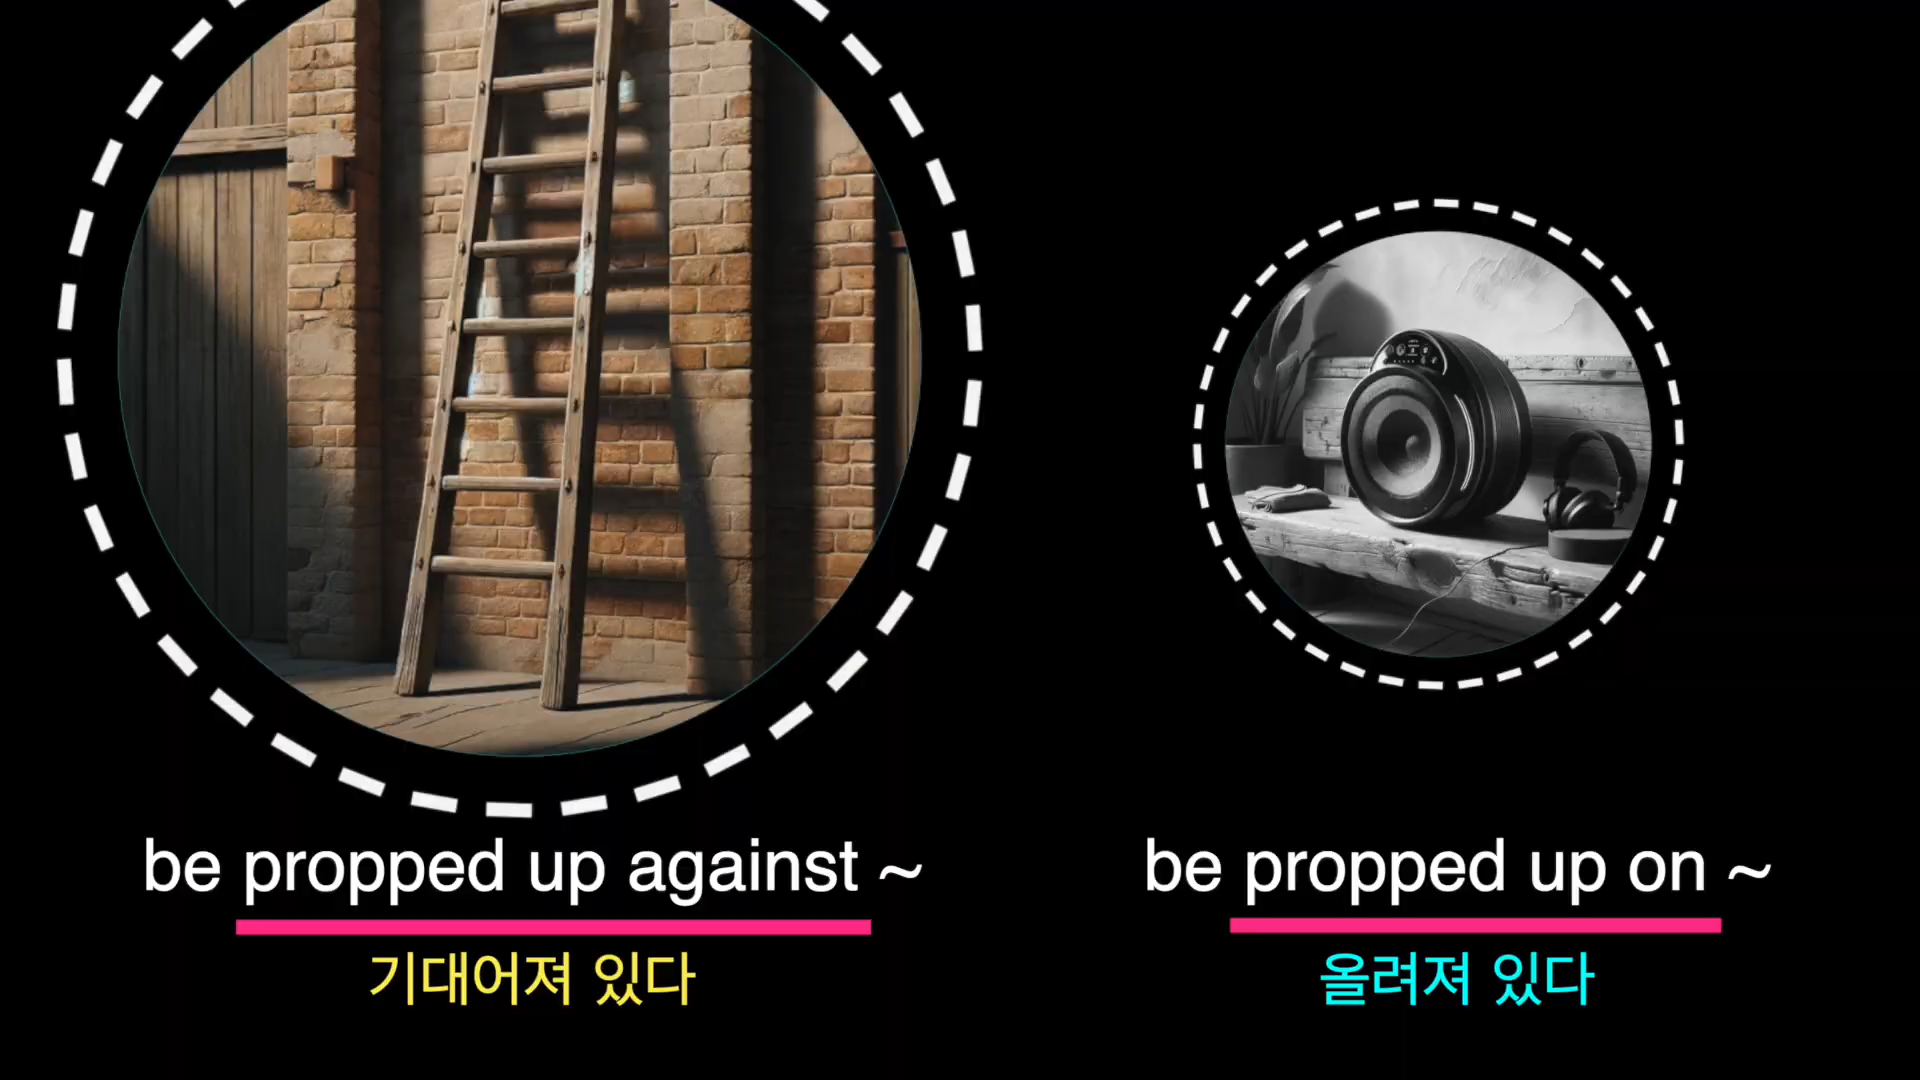 be propped up against ~
기대어져 있다
be propped up on ~
올려져 있다